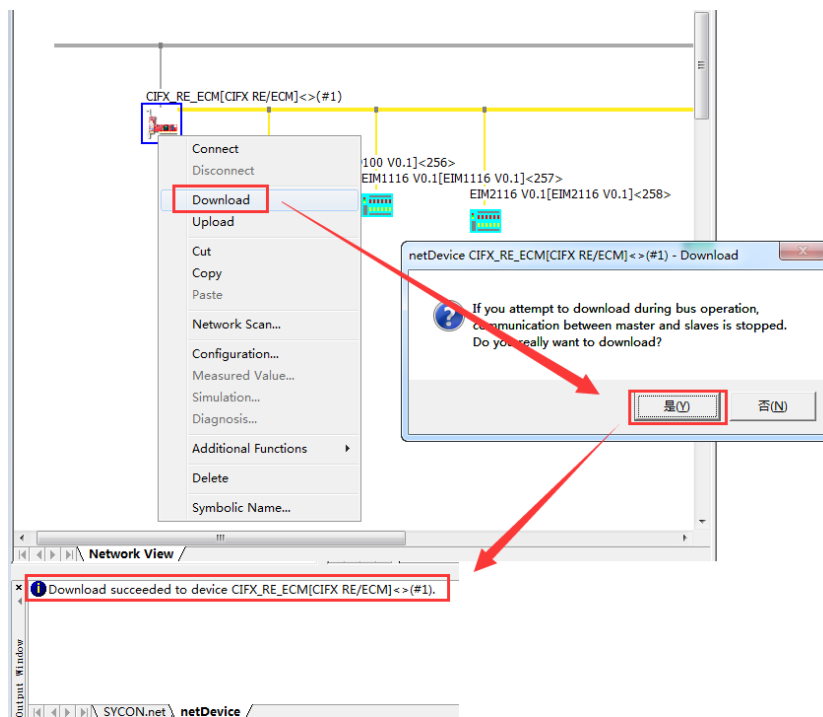 CIFX_RE_ECM[CIFX RE/ECM]<>(#1)
100 V0.1]<256>
EIM1116 V0.1[EIM1116 V0.1]<257>
EIM2116 V0.1[EIM2116 V0.1]<258>
Connect
Disconnect
Download
Upload
Cut
Copy
Paste
Network Scan...
Configuration...
Measured Value...
Simulation...
Diagnosis...
Additional Functions
Delete
Symbolic Name...
netDevice CIFX_RE_ECM[CIFX RE/ECM]<>(#1) - Download
If you attempt to download during bus operation,
communication between master and slaves is stopped.
Do you really want to download?
是(Y)
否(N)
Network View
Download succeeded to device CIFX_RE_ECM[CIFX RE/ECM]<>(#1).
Output Window
SYCON.net
netDevice